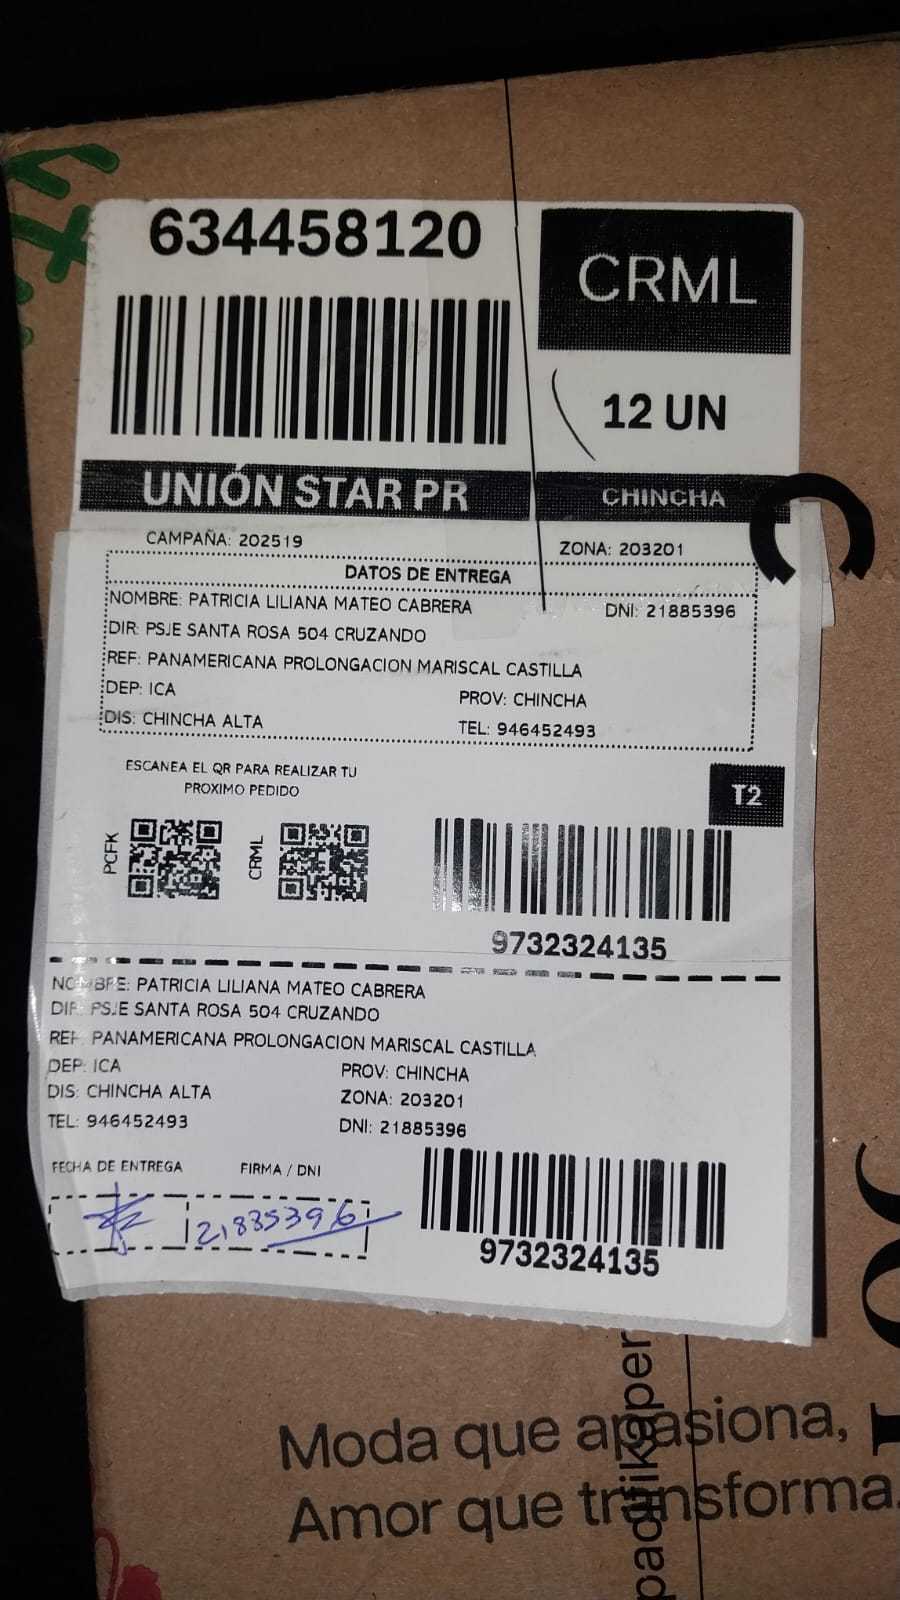 634458120
CRML
12 UN
UNIÓN STAR PR
CHINCHA
CAMPAÑA: 202519
ZONA: 203201
DATOS DE ENTREGA
NOMBRE: PATRICIA LILIANA MATEO CABRERA DNI: 21885396
DIR: PSJE SANTA ROSA 504 CRUZANDO
REF: PANAMERICANA PROLONGACION MARISCAL CASTILLA
DEP: ICA PROV: CHINCHA
DIS: CHINCHA ALTA TEL: 946452493
ESCANEA EL QR PARA REALIZAR TU
PROXIMO PEDIDO
T2
PCFK
CRML
9732324135
NOMBRE: PATRICIA LILIANA MATEO CABRERA
DIR: PSJE SANTA ROSA 504 CRUZANDO
REF: PANAMERICANA PROLONGACION MARISCAL CASTILLA
DEP: ICA PROV: CHINCHA
DIS: CHINCHA ALTA ZONA: 203201
TEL: 946452493 DNI: 21885396
FECHA DE ENTREGA FIRMA / DNI
21885396
9732324135
Moda que apasiona,
Amor que transforma.